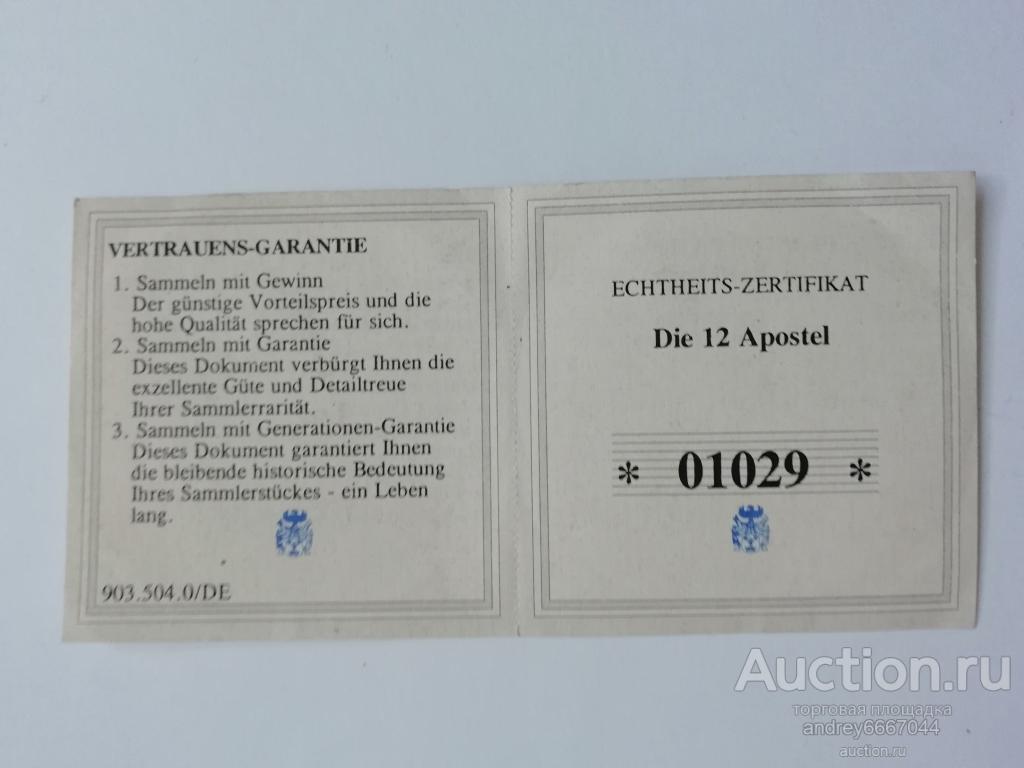 VERTRAUENS-GARANTIE
1. Sammeln mit Gewinn
Der günstige Vorteilspreis und die
hohe Qualität sprechen für sich.
2. Sammeln mit Garantie
Dieses Dokument verbürgt Ihnen die
exzellente Güte und Detailtreue
Ihrer Sammlerrarität.
3. Sammeln mit Generationen-Garantie
Dieses Dokument garantiert Ihnen
die bleibende historische Bedeutung
Ihres Sammlerstückes - ein Leben
lang.
903.504.0/DE
ECHTHEITS-ZERTIFIKAT
Die 12 Apostel
* 01029 *
Auction.ru
торговая площадка
andrey6667044
auction.ru